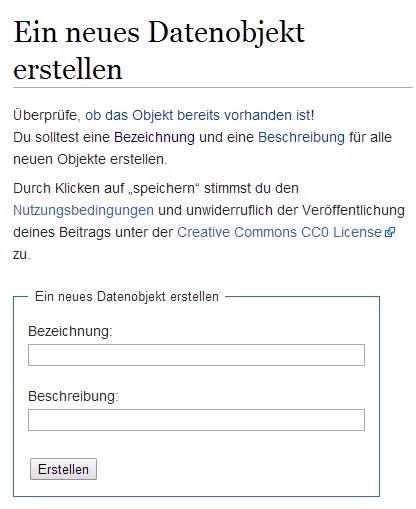 Ein neues Datenobjekt
erstellen
Überprüfe, ob das Objekt bereits vorhanden ist!
Du solltest eine Bezeichnung und eine Beschreibung für alle
neuen Objekte erstellen.
Durch Klicken auf „speichern“ stimmst du den
Nutzungsbedingungen und unwiderruflich der Veröffentlichung
deines Beitrags unter der Creative Commons CC0 License
zu.
Ein neues Datenobjekt erstellen
Bezeichnung:
Beschreibung:
Erstellen